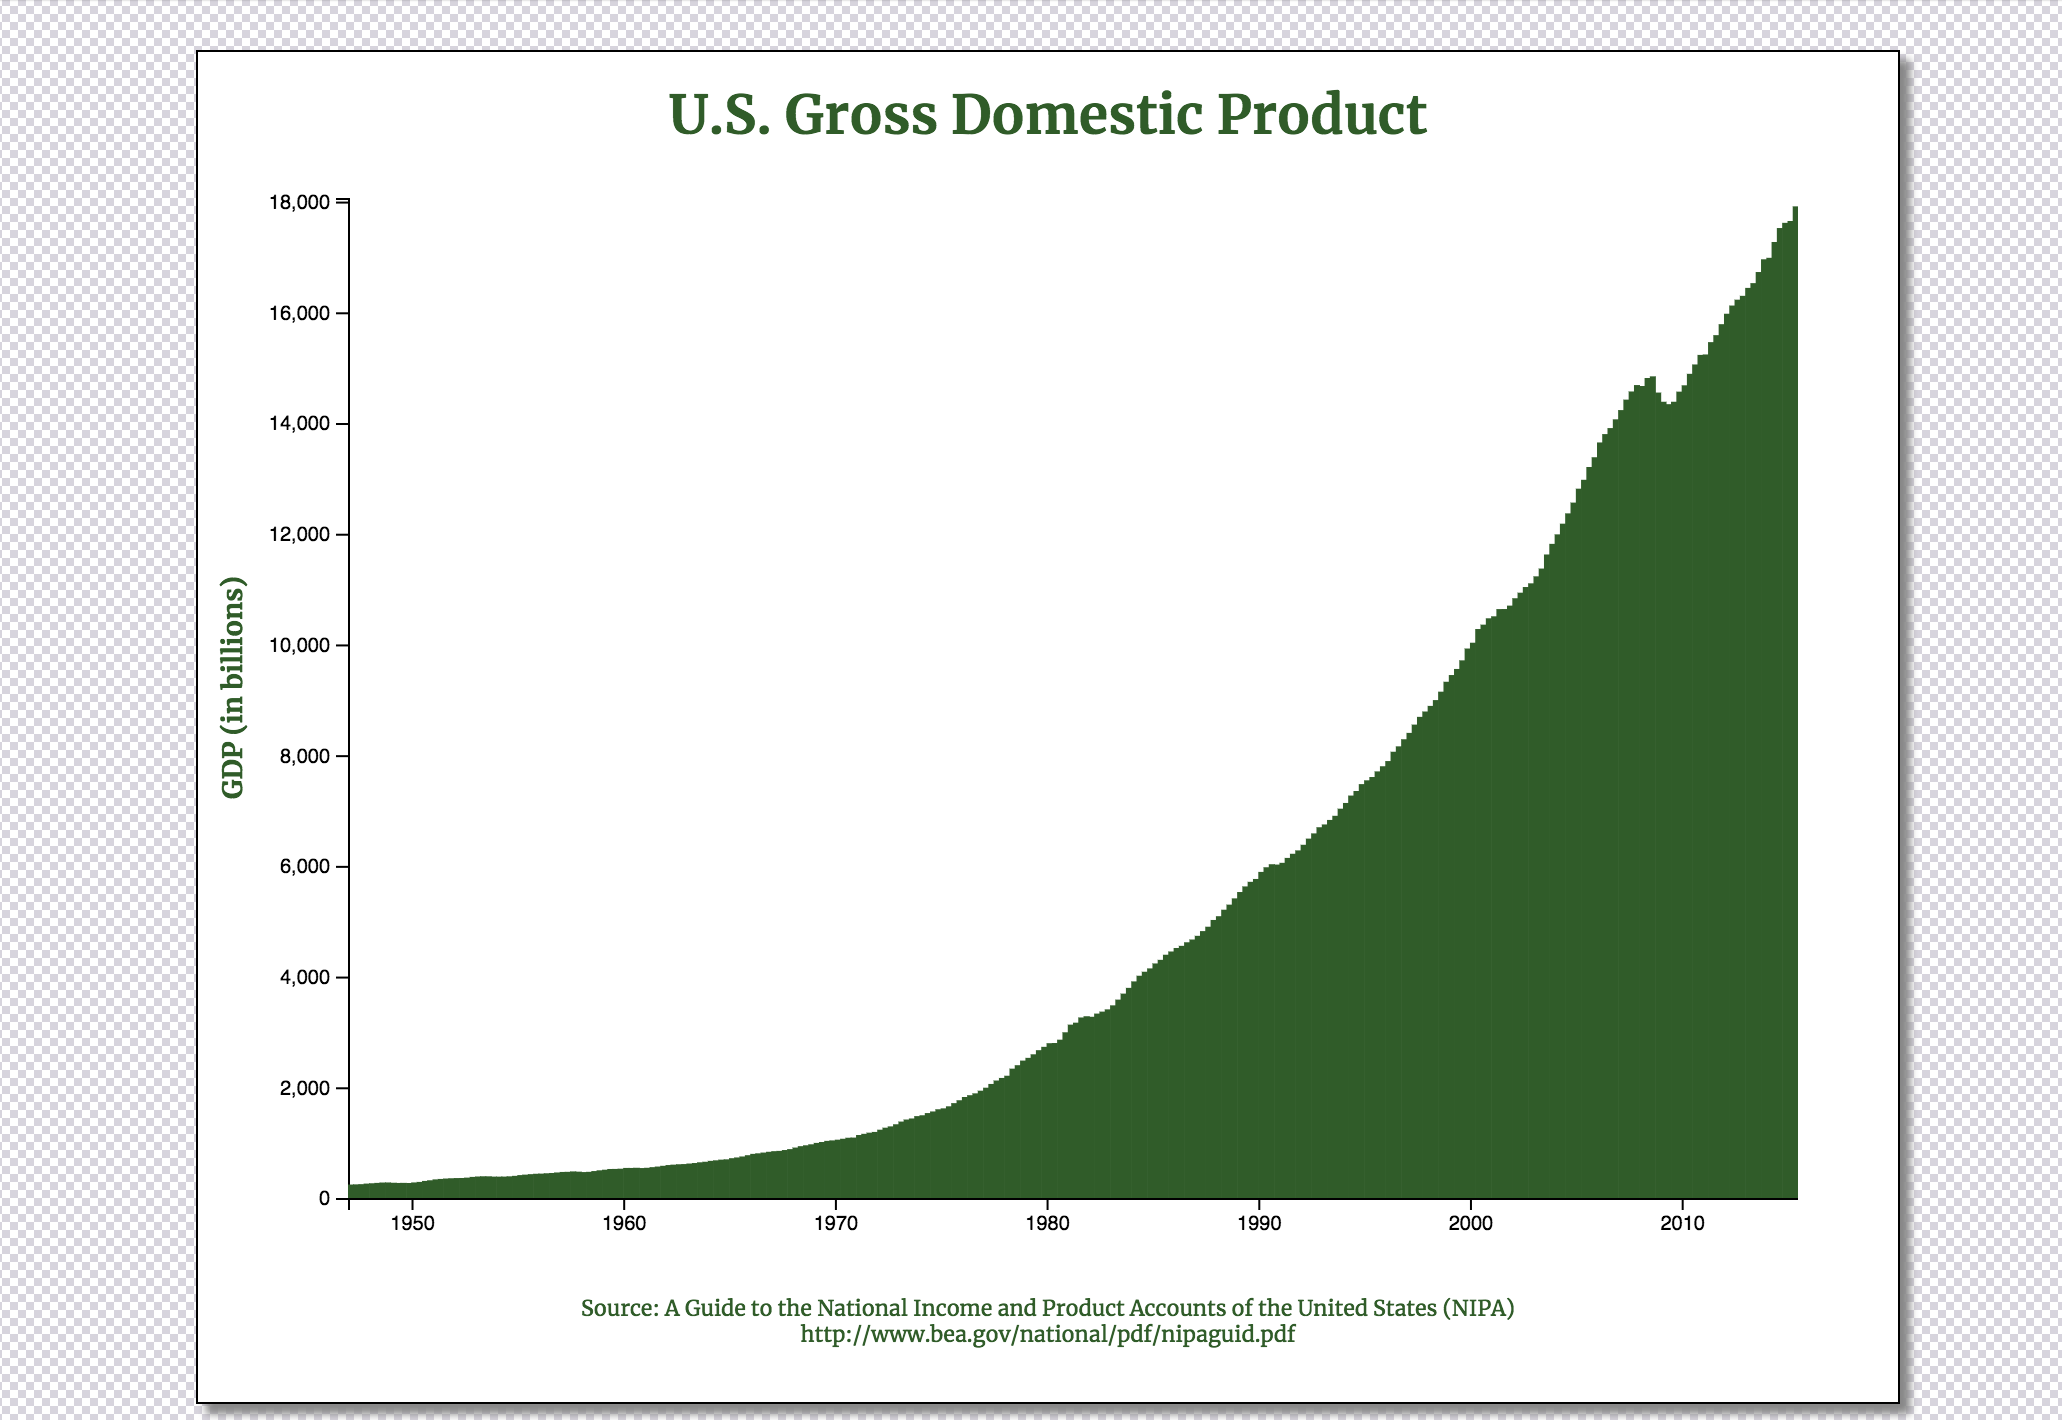 U.S. Gross Domestic Product
18,000
16,000
14,000
12,000
10,000
8,000
6,000
4,000
2,000
0
GDP (in billions)
1950 1960 1970 1980 1990 2000 2010
Source: A Guide to the National Income and Product Accounts of the United States (NIPA)
http://www.bea.gov/national/pdf/nipaguid.pdf